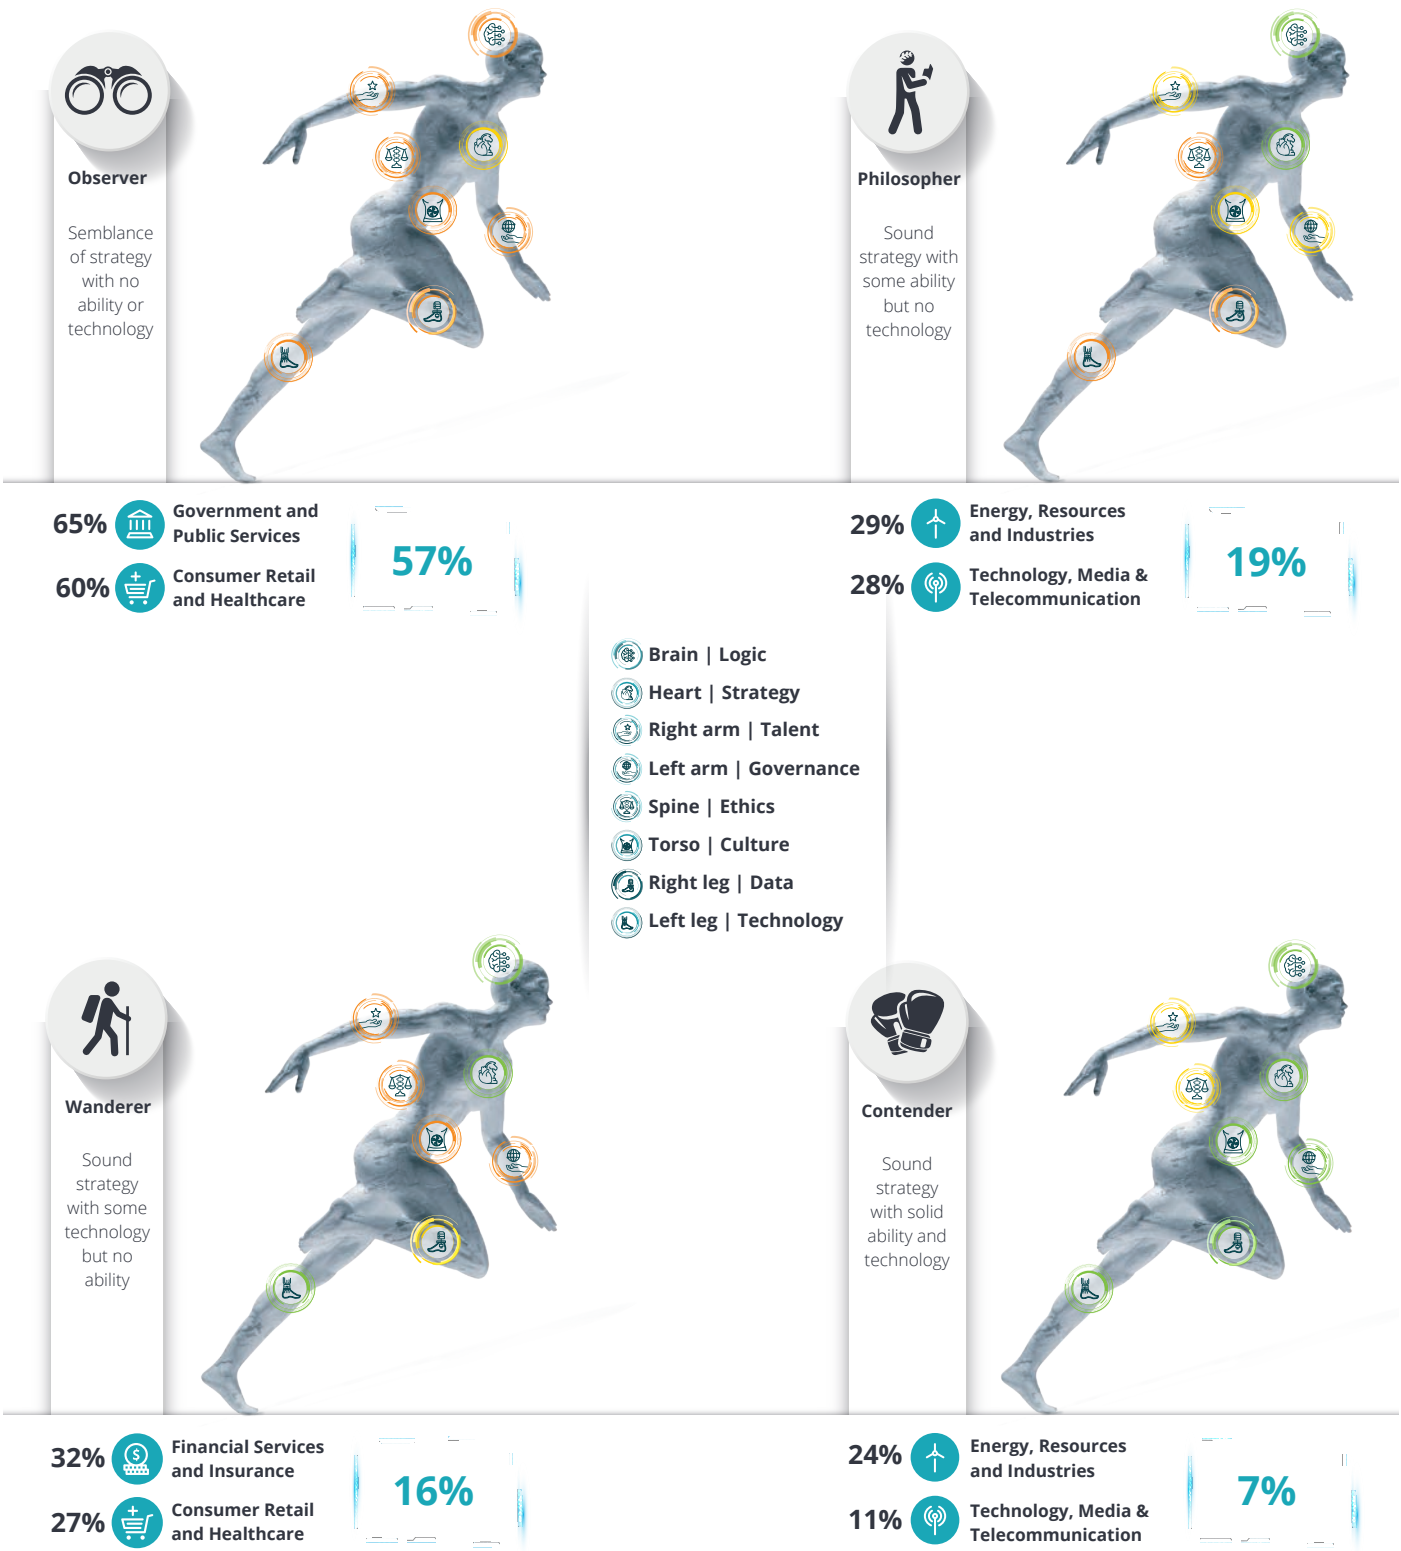 Observer
Semblance
of strategy
with no
ability or
technology
65%
Government and
Public Services
60%
Consumer Retail
and Healthcare
57%
Philosopher
Sound
strategy with
some ability
but no
technology
29%
Energy, Resources
and Industries
28%
Technology, Media &
Telecommunication
19%
Brain | Logic
Heart | Strategy
Right arm | Talent
Left arm | Governance
Spine | Ethics
Torso | Culture
Right leg | Data
Left leg | Technology
Wanderer
Sound
strategy
with some
technology
but no
ability
32%
Financial Services
and Insurance
27%
Consumer Retail
and Healthcare
16%
Contender
Sound
strategy
with solid
ability and
technology
24%
Energy, Resources
and Industries
11%
Technology, Media &
Telecommunication
7%